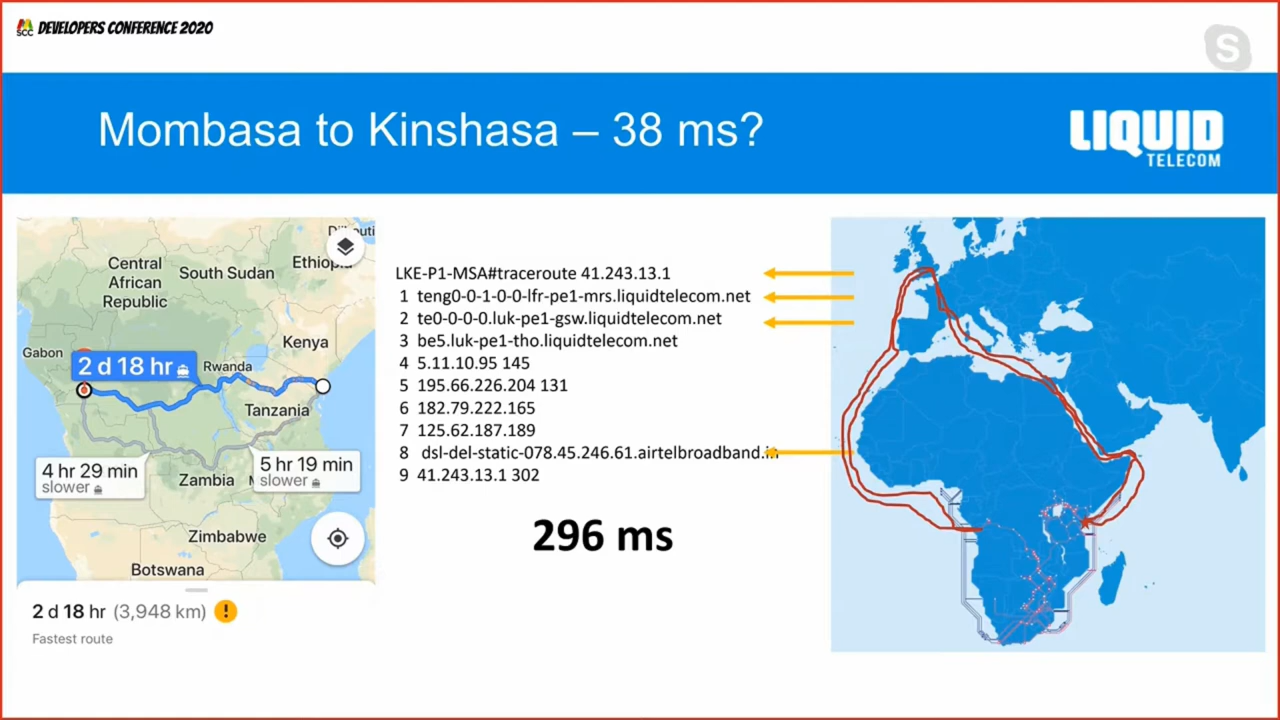 SCC DEVELOPERS CONFERENCE 2020
S
Mombasa to Kinshasa – 38 ms?
LIQUID
TELECOM
Central
African
Republic
South Sudan
Gabon
Kenya
2 d 18 hr
Rwanda
Tanzania
4 hr 29 min
slower
5 hr 19 min
slower
Zambia
Zimbabwe
Botswana
2 d 18 hr (3,948 km) !
Fastest route
LKE-P1-MSA#traceroute 41.243.13.1
1 teng0-0-1-0-0-lfr-pe1-mrs.liquidtelecom.net
2 te0-0-0-0.luk-pe1-gsw.liquidtelecom.net
3 be5.luk-pe1-tho.liquidtelecom.net
4 5.11.10.95 145
5 195.66.226.204 131
6 182.79.222.165
7 125.62.187.189
8 dsl-del-static-078.45.246.61.airtelbroadband.in
9 41.243.13.1 302
296 ms